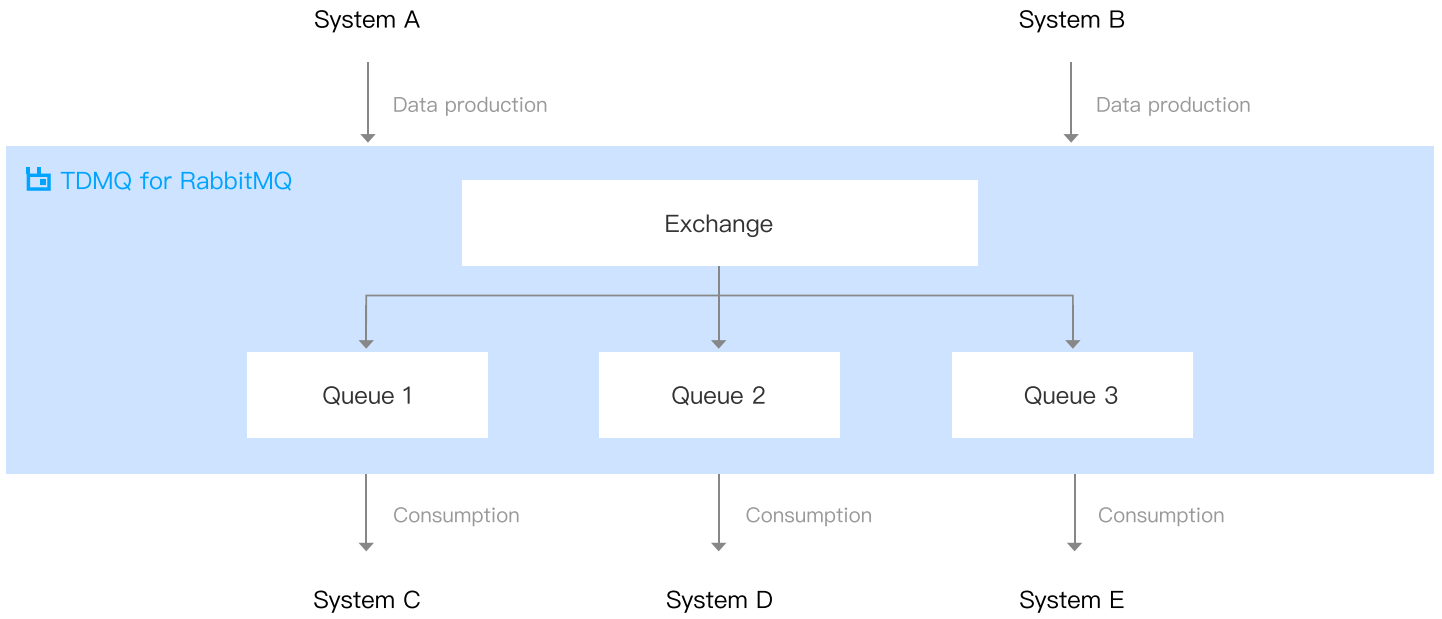 System A
System B
Data production
Data production
TDMQ for RabbitMQ
Exchange
Queue 1
Queue 2
Queue 3
Consumption
Consumption
Consumption
System C
System D
System E